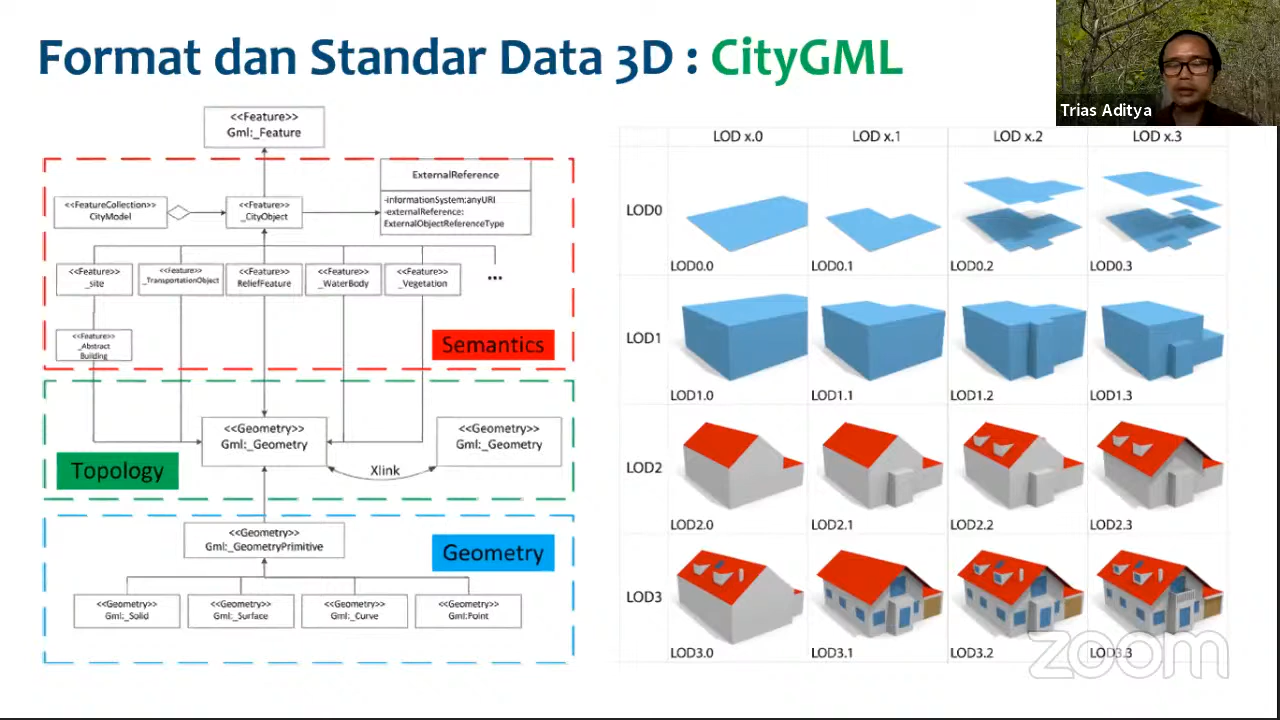 Format dan Standar Data 3D : CityGML
Trias Aditya
<<Feature>>
Gml:_Feature
<<FeatureCollection>>
CityModel
<<Feature>>
_CityObject
ExternalReference
-informationSystem:anyURI
-externalReference:
ExternalObjectReferenceType
<<Feature>>
_site
<<Feature>>
_TransportationObject
<<Feature>>
ReliefFeature
<<Feature>>
_WaterBody
<<Feature>>
_Vegetation
...
<<Feature>>
_Abstract
Building
Semantics
<<Geometry>>
Gml:_Geometry
<<Geometry>>
Gml:_Geometry
Xlink
Topology
<<Geometry>>
Gml:_GeometryPrimitive
Geometry
<<Geometry>>
Gml:_Solid
<<Geometry>>
Gml:_Surface
<<Geometry>>
Gml:_Curve
<<Geometry>>
Gml:Point
LOD x.0 LOD x.1 LOD x.2 LOD x.3
LOD0
LOD0.0 LOD0.1 LOD0.2 LOD0.3
LOD1
LOD1.0 LOD1.1 LOD1.2 LOD1.3
LOD2
LOD2.0 LOD2.1 LOD2.2 LOD2.3
LOD3
LOD3.0 LOD3.1 LOD3.2 LOD3.3
zoom